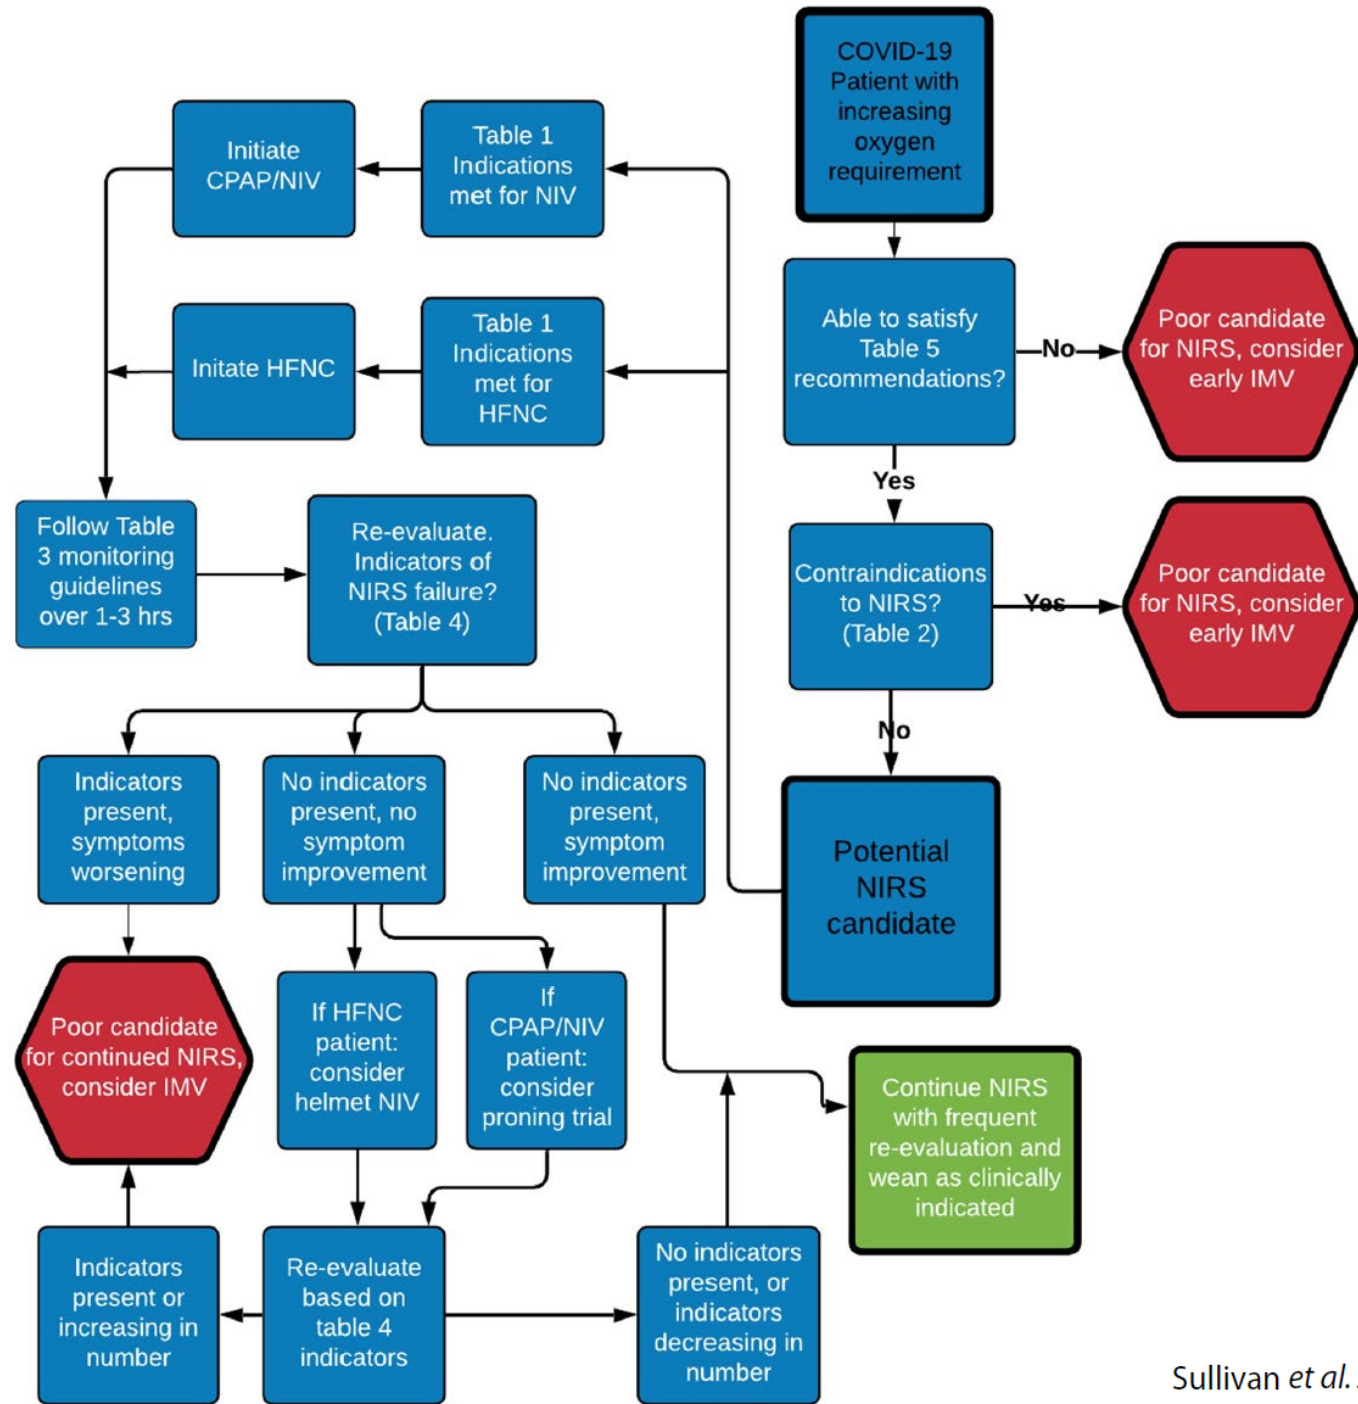 COVID-19
Patient with
increasing
oxygen
requirement
Able to satisfy
Table 5
recommendations?
No
Poor candidate
for NIRS, consider
early IMV
Yes
Contraindications
to NIRS?
(Table 2)
Yes
Poor candidate
for NIRS, consider
early IMV
No
Potential
NIRS
candidate
Table 1
Indications
met for NIV
Initiate
CPAP/NIV
Table 1
Indications
met for
HFNC
Initate HFNC
Follow Table
3 monitoring
guidelines
over 1-3 hrs
Re-evaluate.
Indicators of
NIRS failure?
(Table 4)
Indicators
present,
symptoms
worsening
No indicators
present, no
symptom
improvement
No indicators
present,
symptom
improvement
Poor candidate
for continued NIRS,
consider IMV
If HFNC
patient:
consider
helmet NIV
If
CPAP/NIV
patient:
consider
proning trial
Continue NIRS
with frequent
re-evaluation and
wean as clinically
indicated
Indicators
present or
increasing in
number
Re-evaluate
based on
table 4
indicators
No indicators
present, or
indicators
decreasing in
number
Sullivan et al.